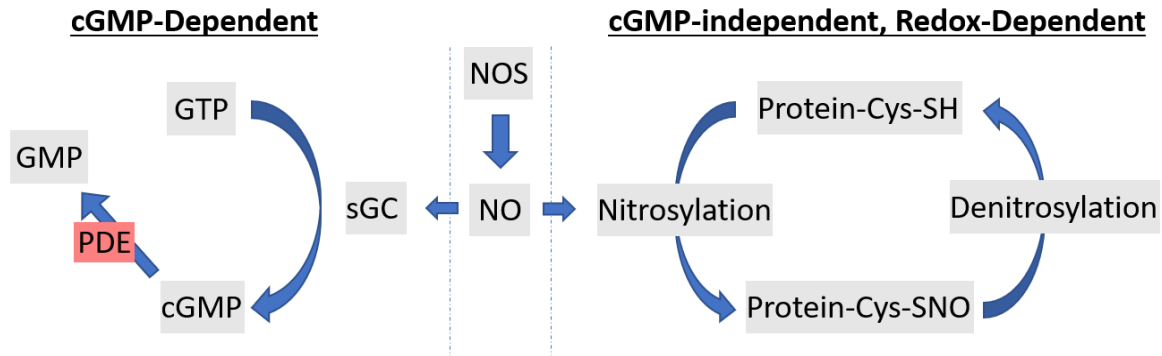 cGMP-Dependent
cGMP-independent, Redox-Dependent
NOS
GTP
Protein-Cys-SH
GMP
sGC
NO
Nitrosylation
Denitrosylation
PDE
cGMP
Protein-Cys-SNO